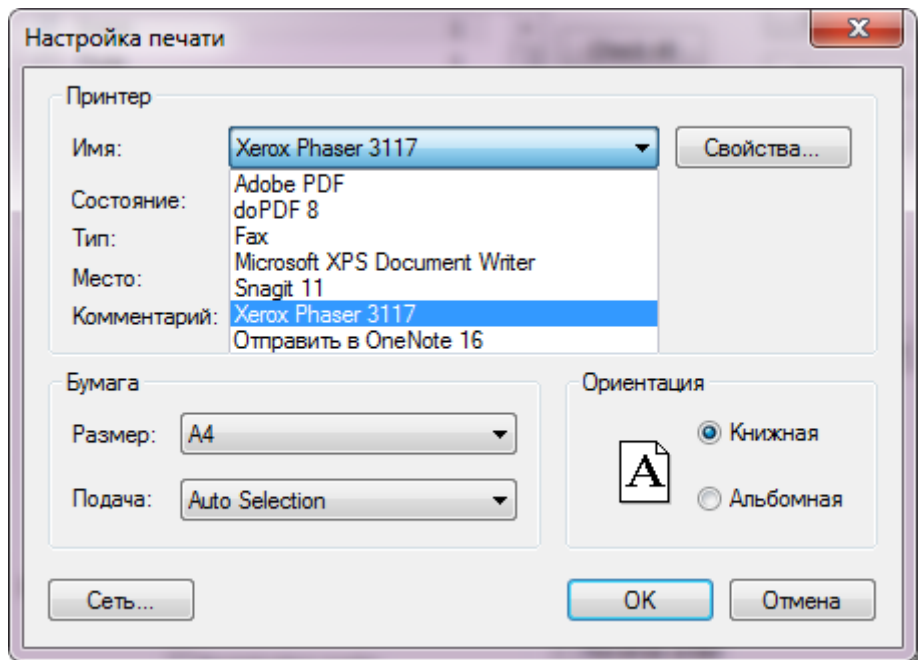 Настройка печати
Принтер
Имя:
Xerox Phaser 3117
Свойства...
Adobe PDF
doPDF 8
Fax
Microsoft XPS Document Writer
Snagit 11
Xerox Phaser 3117
Отправить в OneNote 16
Состояние:
Тип:
Место:
Комментарий:
Бумага
Размер:
A4
Подача:
Auto Selection
Ориентация
A
Книжная
Альбомная
Сеть...
OK
Отмена